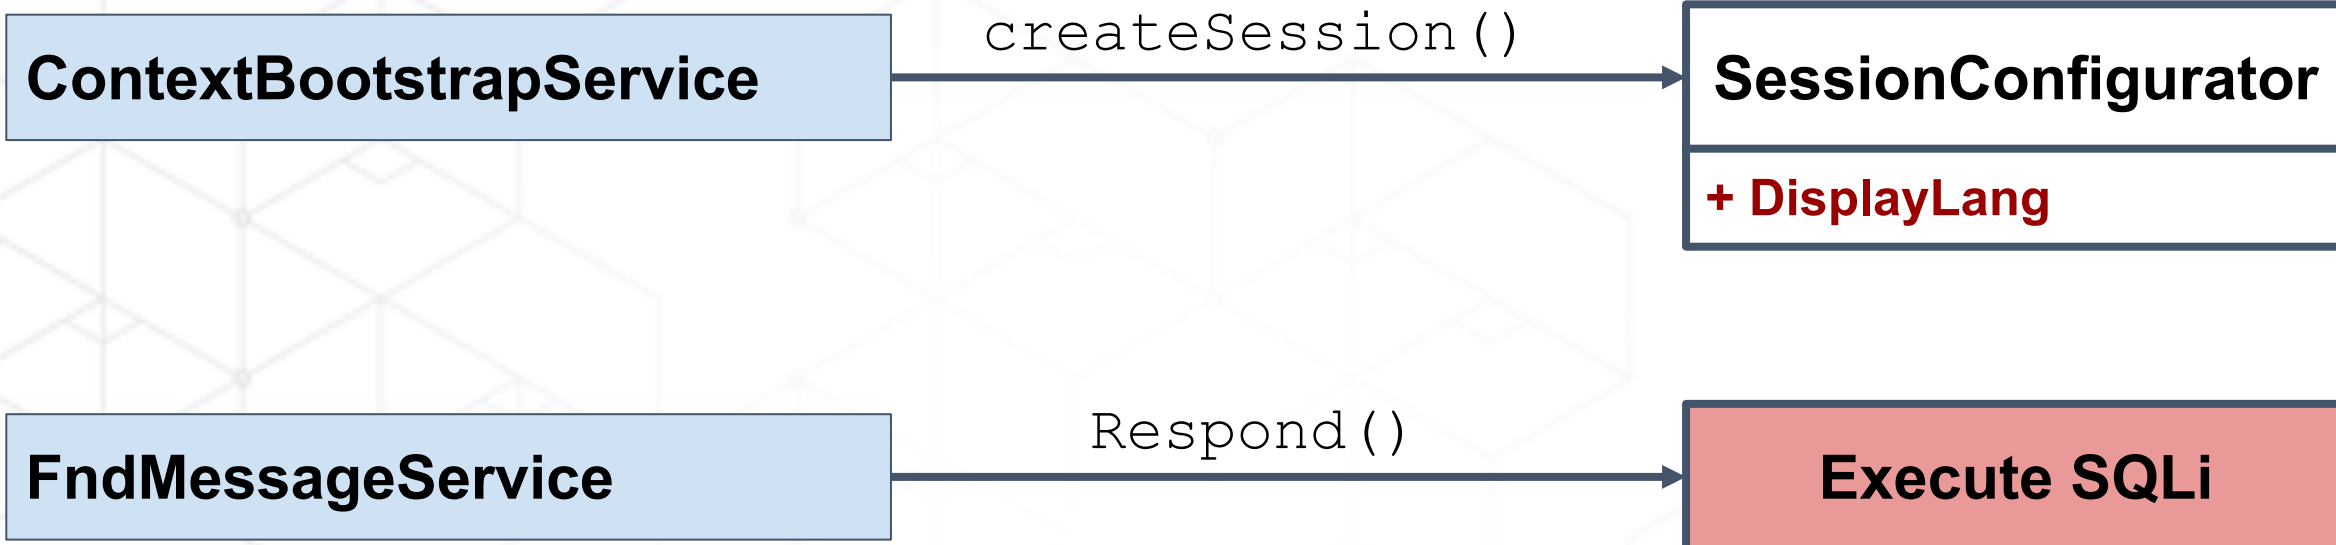 createSession()
ContextBootstrapService
SessionConfigurator
+ DisplayLang
Respond()
FndMessageService
Execute SQLi